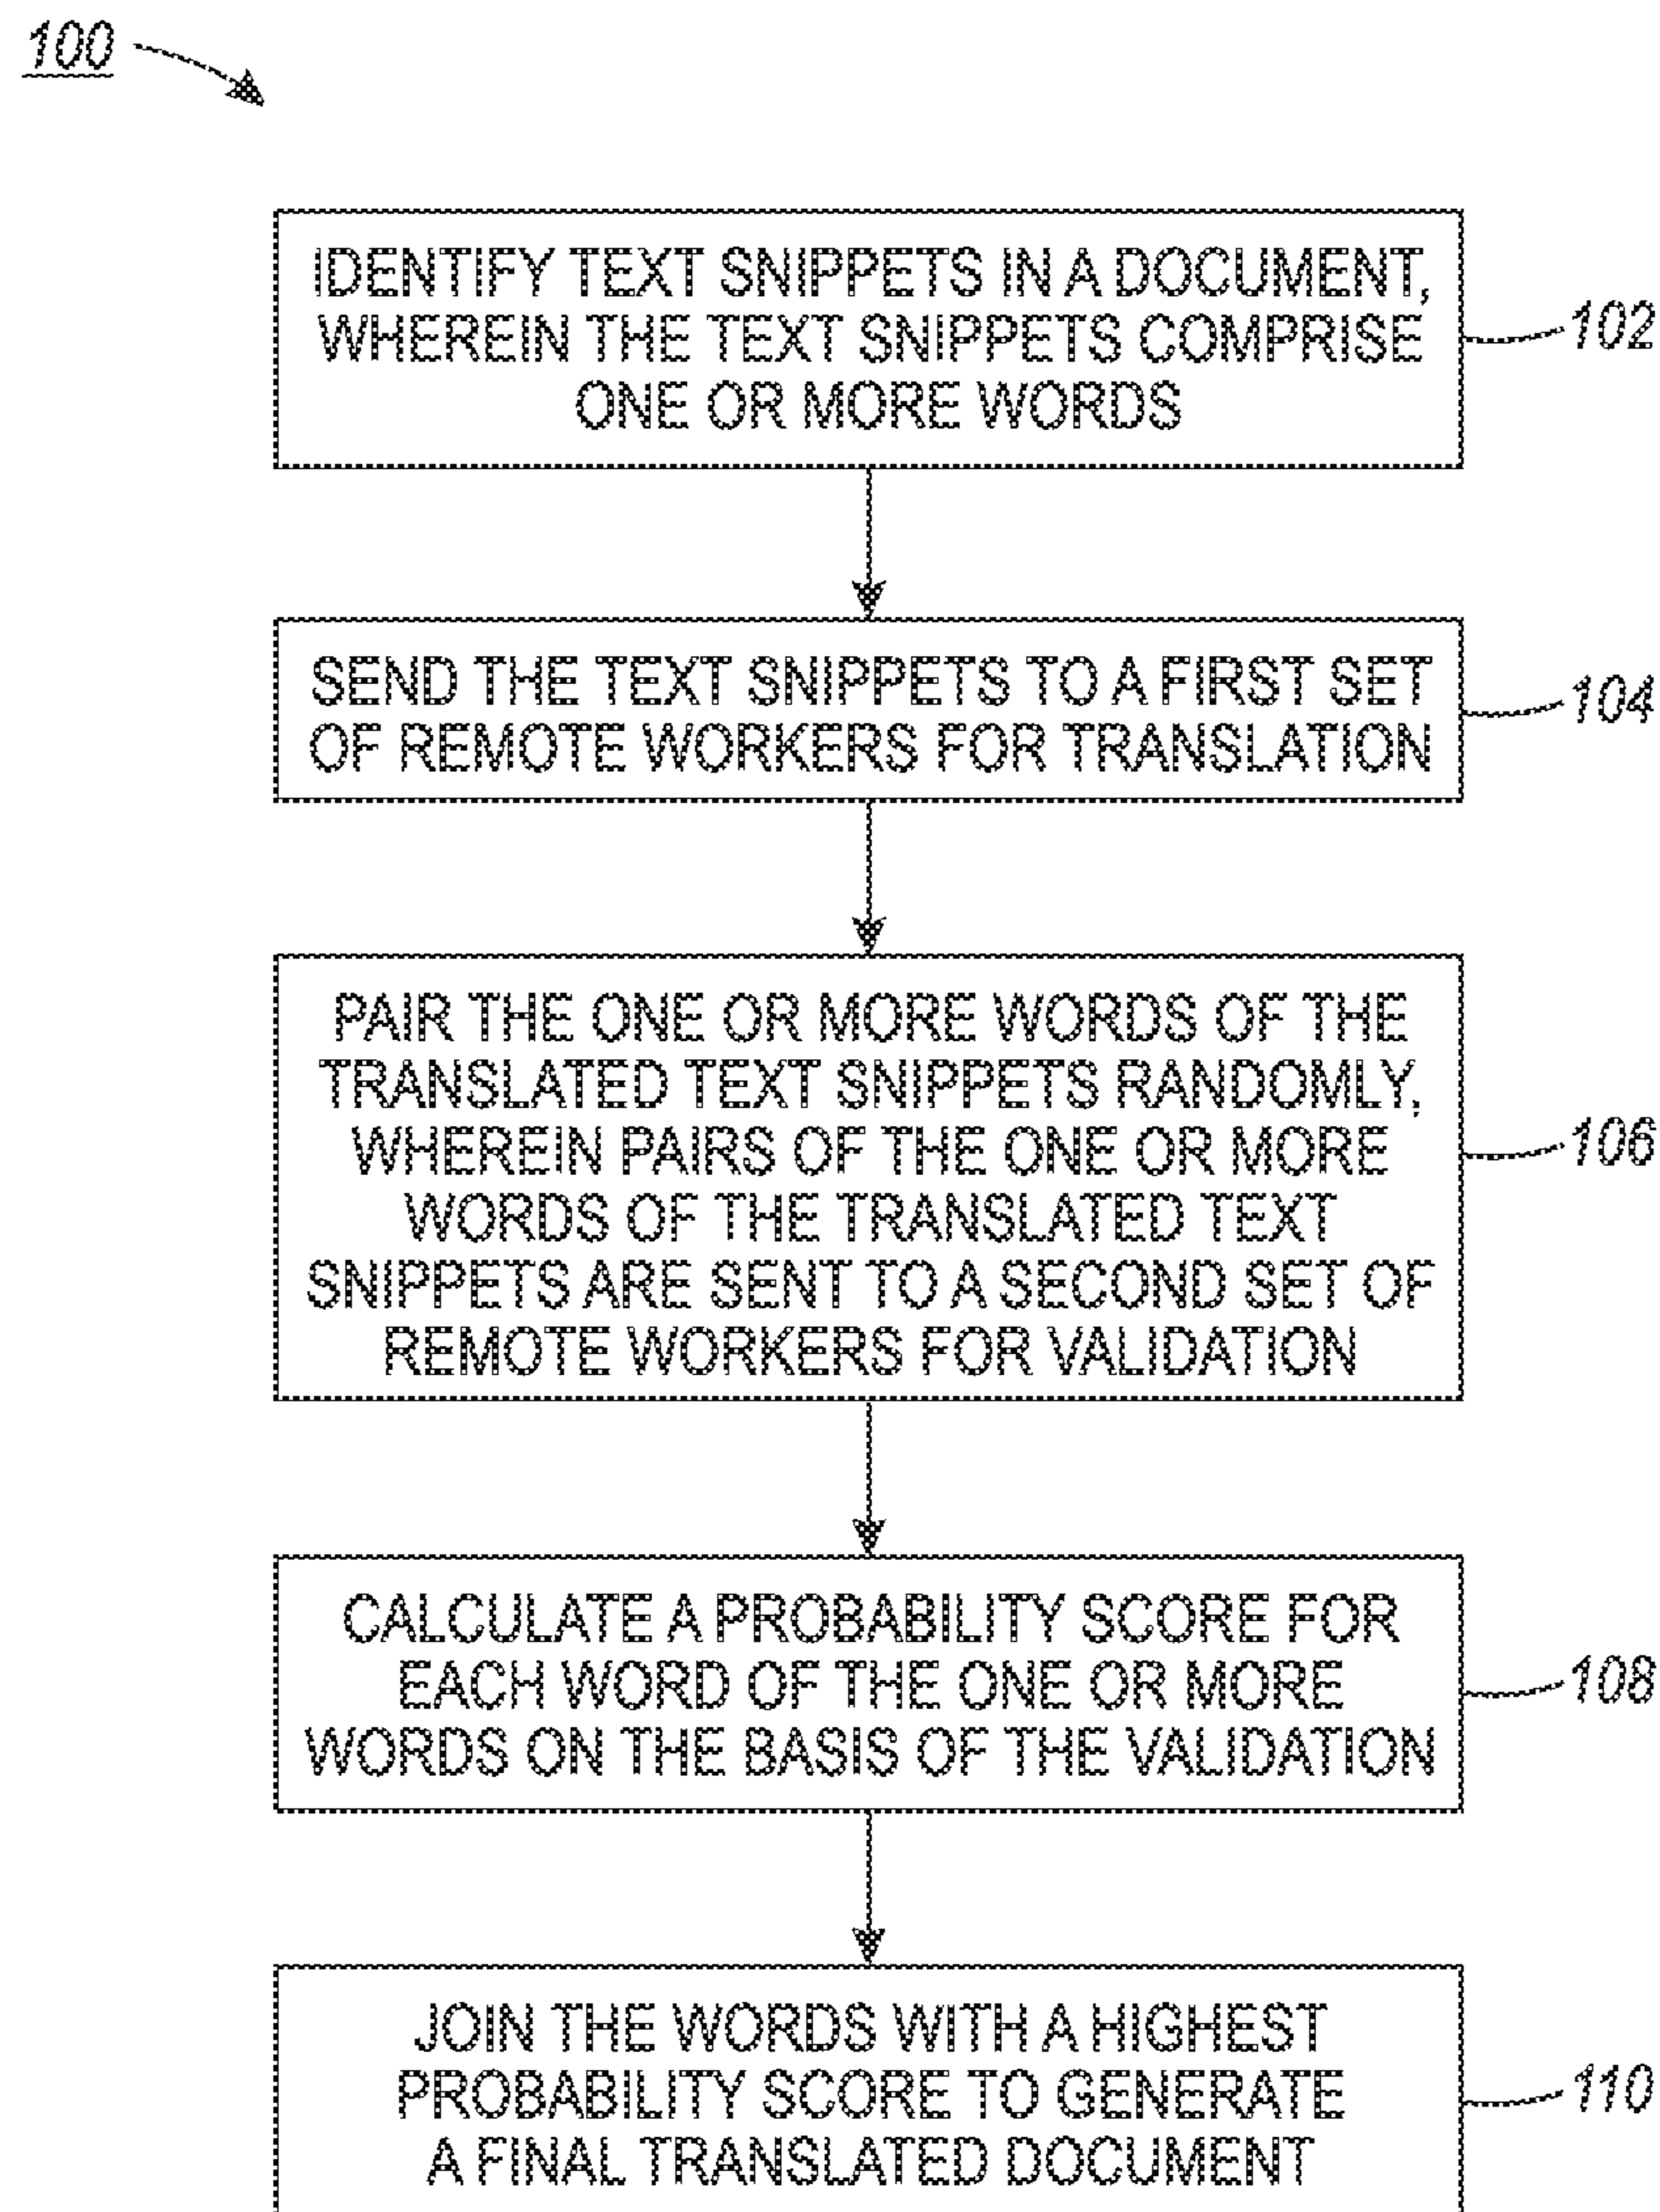 100
IDENTIFY TEXT SNIPPETS IN A DOCUMENT,
WHEREIN THE TEXT SNIPPETS COMPRISE
ONE OR MORE WORDS
102
SEND THE TEXT SNIPPETS TO A FIRST SET
OF REMOTE WORKERS FOR TRANSLATION
104
PAIR THE ONE OR MORE WORDS OF THE
TRANSLATED TEXT SNIPPETS RANDOMLY,
WHEREIN PAIRS OF THE ONE OR MORE
WORDS OF THE TRANSLATED TEXT
SNIPPETS ARE SENT TO A SECOND SET OF
REMOTE WORKERS FOR VALIDATION
106
CALCULATE A PROBABILITY SCORE FOR
EACH WORD OF THE ONE OR MORE
WORDS ON THE BASIS OF THE VALIDATION
108
JOIN THE WORDS WITH A HIGHEST
PROBABILITY SCORE TO GENERATE
A FINAL TRANSLATED DOCUMENT
110